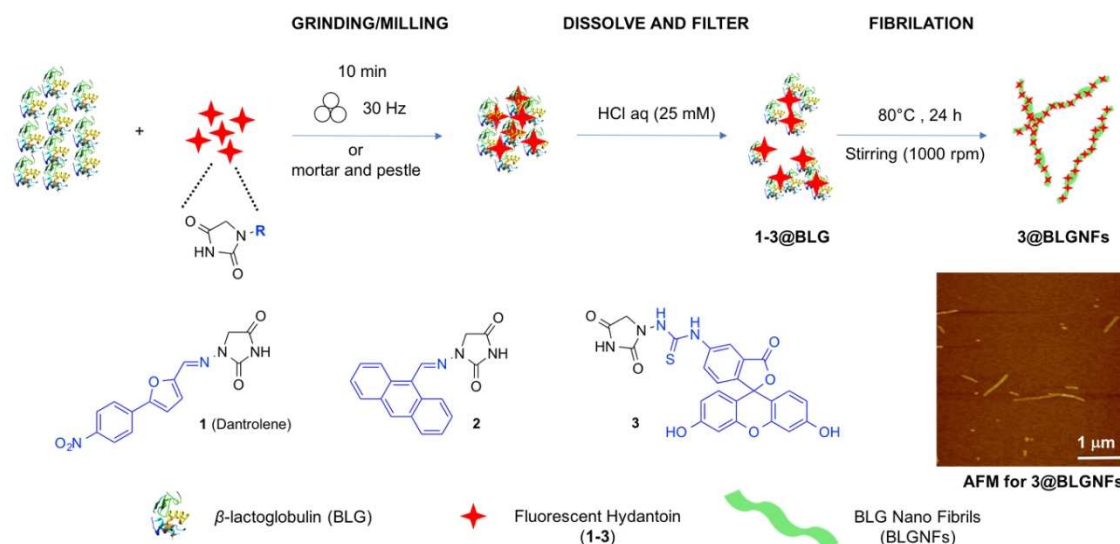 GRINDING/MILLING
DISSOLVE AND FILTER
FIBRILATION
10 min
30 Hz
or
mortar and pestle
+
HCl aq (25 mM)
80°C , 24 h
Stirring (1000 rpm)
O
N
R
HN
O
1-3@BLG
3@BLGNFs
O
N
N
NH
O
O
O₂N
1 (Dantrolene)
O
N
N
NH
O
2
O
N
HN
O
H
N
H
N
S
O
O
HO
O
OH
3
1 μm
AFM for 3@BLGNFs
β-lactoglobulin (BLG)
Fluorescent Hydantoin
(1-3)
BLG Nano Fibrils
(BLGNFs)